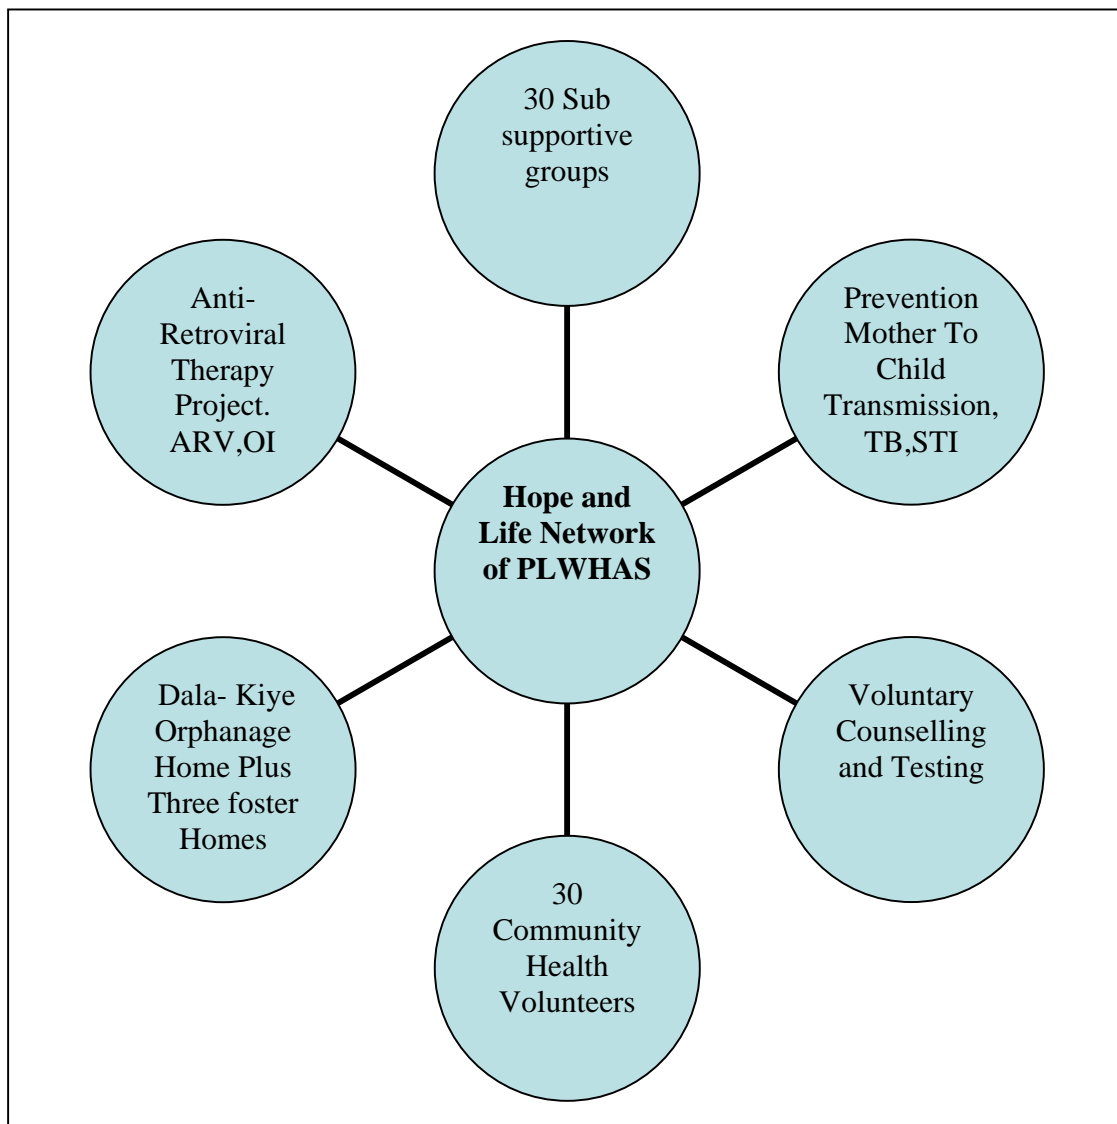 30 Sub
supportive
groups
Anti-
Retroviral
Therapy
Project.
ARV,OI
Prevention
Mother To
Child
Transmission,
TB,STI
Hope and
Life Network
of PLWHAS
Dala- Kiye
Orphanage
Home Plus
Three foster
Homes
Voluntary
Counselling
and Testing
30
Community
Health
Volunteers